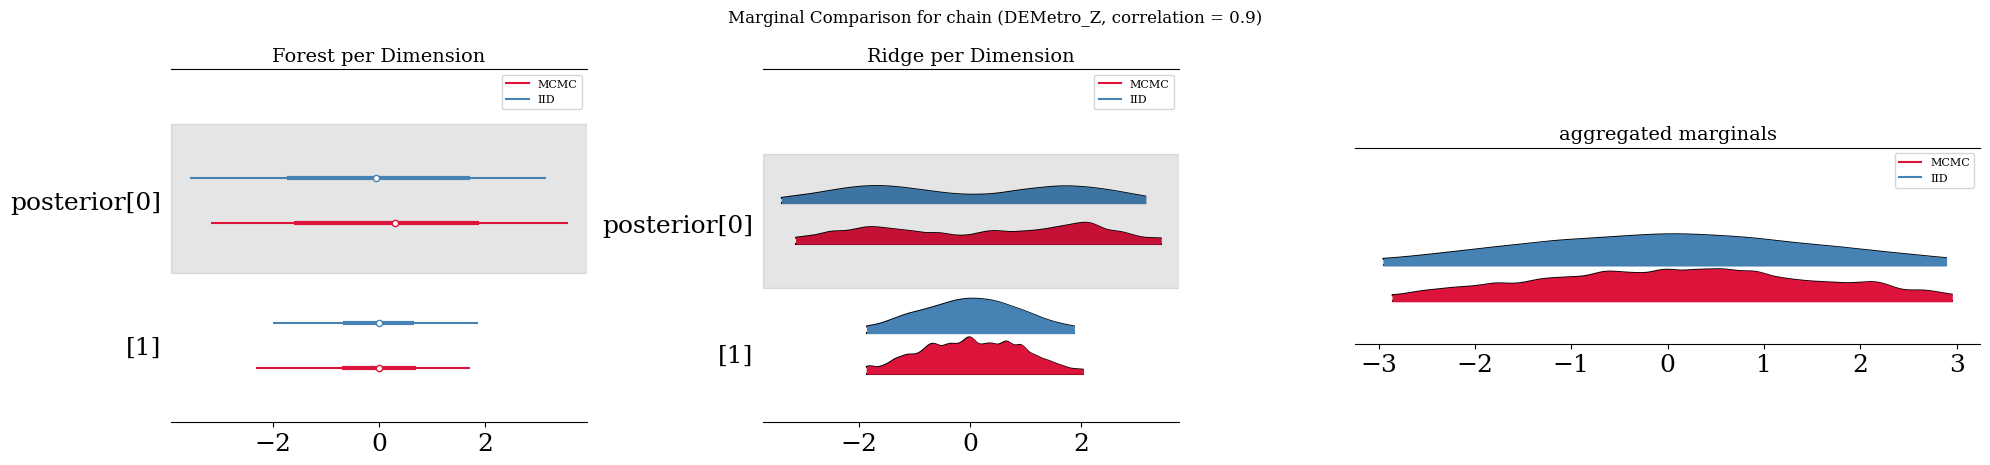 Marginal Comparison for chain (DEMetro_Z, correlation = 0.9)
Forest per Dimension
MCMC
IID
posterior[0]
[1]
−2
0
2
Ridge per Dimension
MCMC
IID
posterior[0]
[1]
−2
0
2
aggregated marginals
MCMC
IID
−3
−2
−1
0
1
2
3